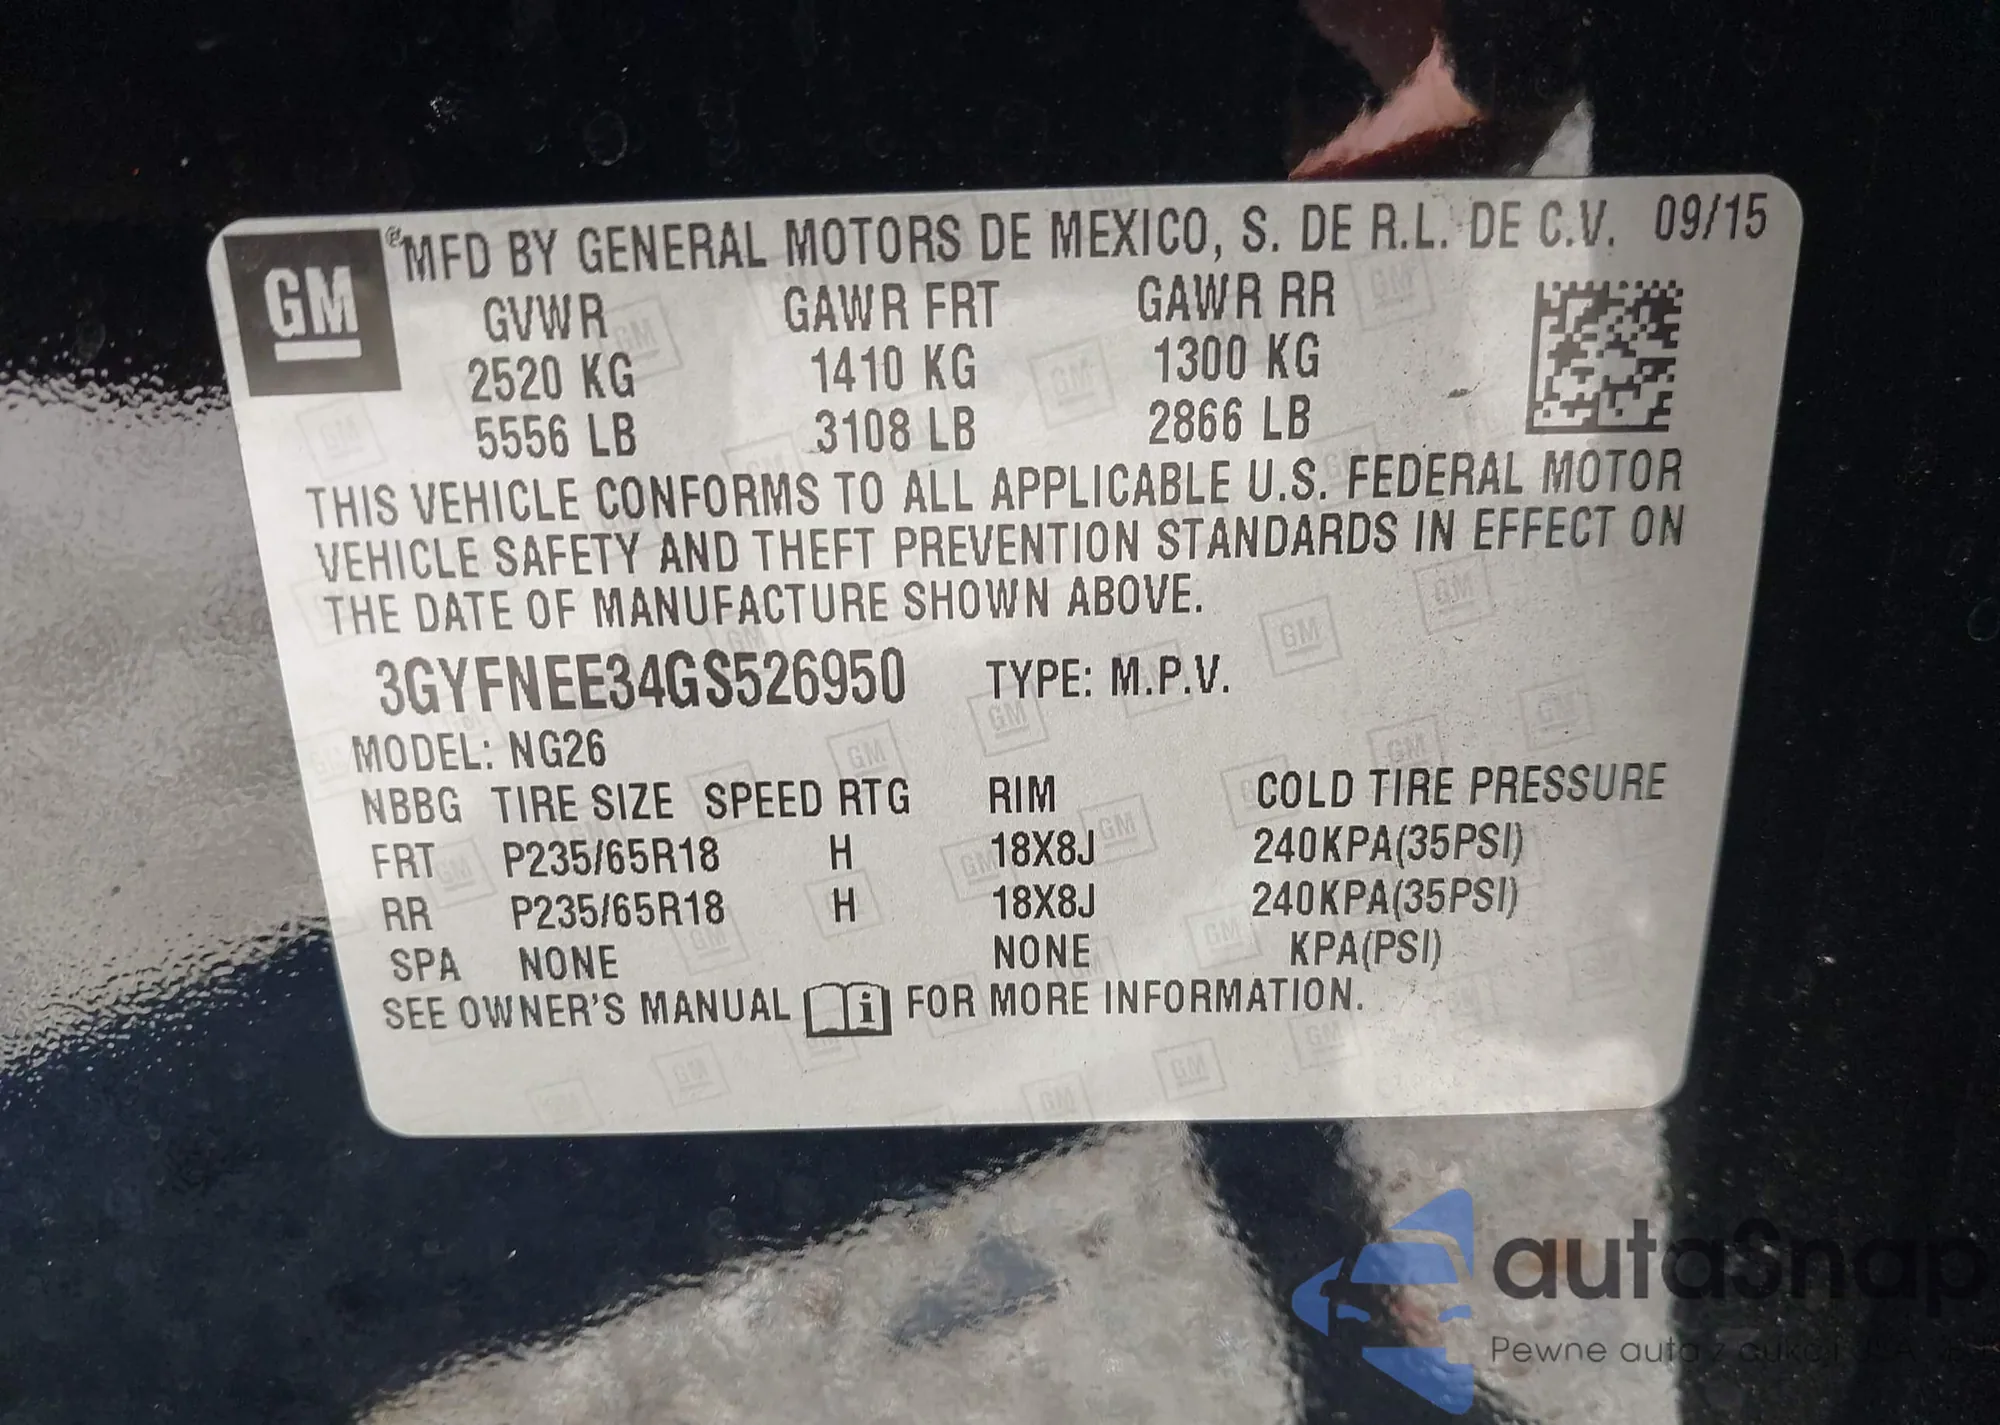 GM
®MFD BY GENERAL MOTORS DE MEXICO, S. DE R.L. DE C.V. 09/15
GVWR GAWR FRT GAWR RR
2520 KG 1410 KG 1300 KG
5556 LB 3108 LB 2866 LB
THIS VEHICLE CONFORMS TO ALL APPLICABLE U.S. FEDERAL MOTOR
VEHICLE SAFETY AND THEFT PREVENTION STANDARDS IN EFFECT ON
THE DATE OF MANUFACTURE SHOWN ABOVE.
3GYFNEE34GS526950 TYPE: M.P.V.
MODEL: NG26
NBBG TIRE SIZE SPEED RTG RIM COLD TIRE PRESSURE
FRT P235/65R18 H 18X8J 240KPA(35PSI)
RR P235/65R18 H 18X8J 240KPA(35PSI)
SPA NONE NONE KPA(PSI)
SEE OWNER'S MANUAL i FOR MORE INFORMATION.
autaSnap
Pewne auta z aukcji